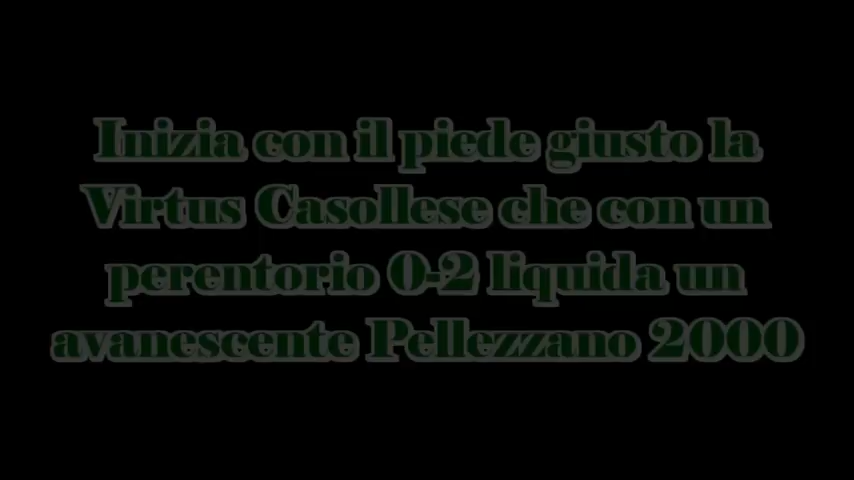 Inizia con il piede giusto la
Virtus Casollese che con un
perentorio 0-2 liquida un
avanescente Pellezzano 2000